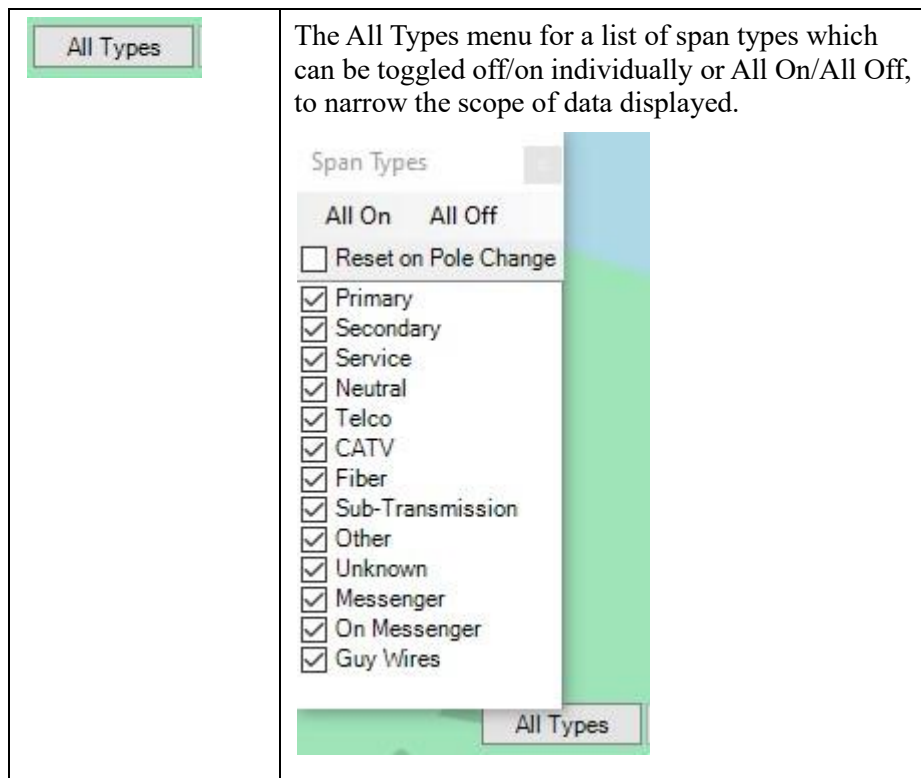 All Types
The All Types menu for a list of span types which
can be toggled off/on individually or All On/All Off,
to narrow the scope of data displayed.
Span Types
All On All Off
Reset on Pole Change
Primary
Secondary
Service
Neutral
Telco
CATV
Fiber
Sub-Transmission
Other
Unknown
Messenger
On Messenger
Guy Wires
All Types